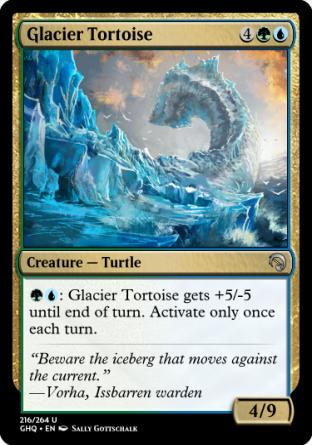 Glacier Tortoise 4
Creature — Turtle
: Glacier Tortoise gets +5/-5
until end of turn. Activate only once
each turn.
“Beware the iceberg that moves against
the current.”
—Vorha, Issbarren warden
4/9
216/264 U
GHQ • EN Sally Gottschalk